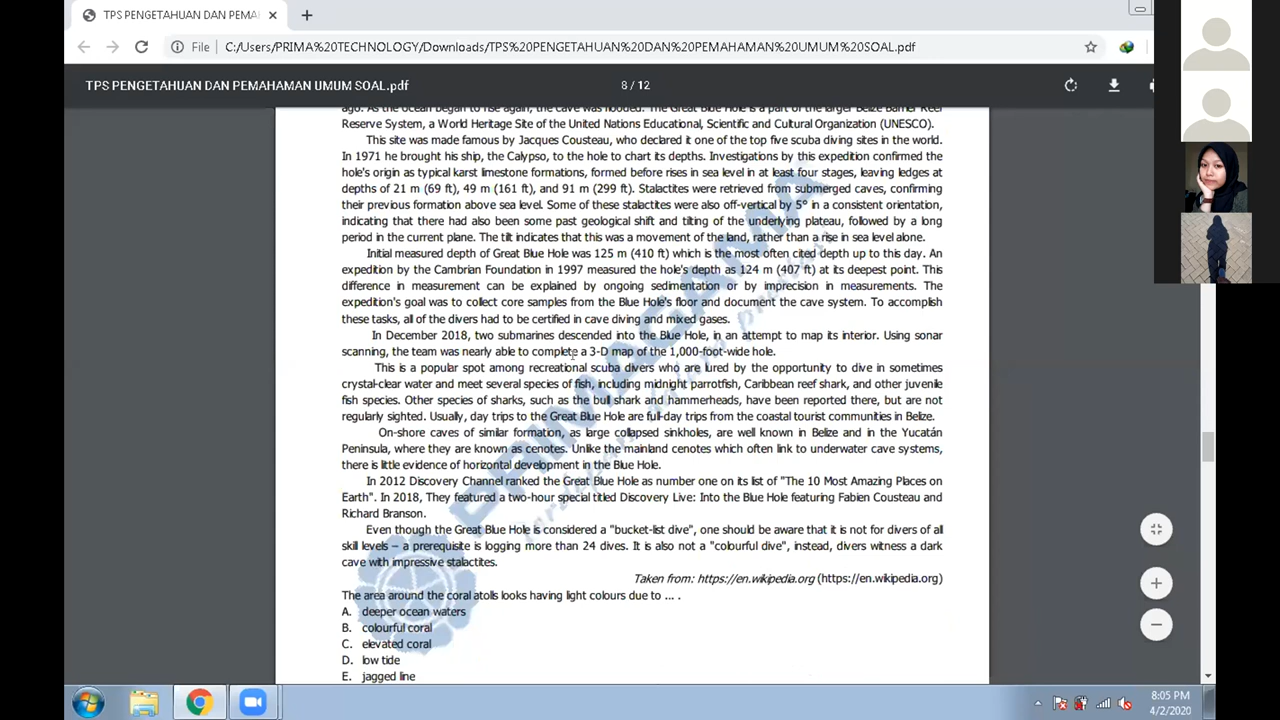 TPS PENGETAHUAN DAN PEMA
File
C:/Users/PRIMA%20TECHNOLOGY/Downloads/TPS%20PENGETAHUAN%20DAN%20PEMAHAMAN%20UMUM%20SOAL.pdf
TPS PENGETAHUAN DAN PEMAHAMAN UMUM SOAL.pdf
8 / 12
ago. As the ocean began to rise again, the cave was flooded. The Great Blue Hole is a part of the larger Belize Barrier Reef
Reserve System, a World Heritage Site of the United Nations Educational, Scientific and Cultural Organization (UNESCO).
This site was made famous by Jacques Cousteau, who declared it one of the top five scuba diving sites in the world.
In 1971 he brought his ship, the Calypso, to the hole to chart its depths. Investigations by this expedition confirmed the
hole's origin as typical karst limestone formations, formed before rises in sea level in at least four stages, leaving ledges at
depths of 21 m (69 ft), 49 m (161 ft), and 91 m (299 ft). Stalactites were retrieved from submerged caves, confirming
their previous formation above sea level. Some of these stalactites were also off-vertical by 5° in a consistent orientation,
indicating that there had also been some past geological shift and tilting of the underlying plateau, followed by a long
period in the current plane. The tilt indicates that this was a movement of the land, rather than a rise in sea level alone.
Initial measured depth of Great Blue Hole was 125 m (410 ft) which is the most often cited depth up to this day. An
expedition by the Cambrian Foundation in 1997 measured the hole's depth as 124 m (407 ft) at its deepest point. This
difference in measurement can be explained by ongoing sedimentation or by imprecision in measurements. The
expedition's goal was to collect core samples from the Blue Hole's floor and document the cave system. To accomplish
these tasks, all of the divers had to be certified in cave diving and mixed gases.
In December 2018, two submarines descended into the Blue Hole, in an attempt to map its interior. Using sonar
scanning, the team was nearly able to complete a 3-D map of the 1,000-foot-wide hole.
This is a popular spot among recreational scuba divers who are lured by the opportunity to dive in sometimes
crystal-clear water and meet several species of fish, including midnight parrotfish, Caribbean reef shark, and other juvenile
fish species. Other species of sharks, such as the bull shark and hammerheads, have been reported there, but are not
regularly sighted. Usually, day trips to the Great Blue Hole are full-day trips from the coastal tourist communities in Belize.
On-shore caves of similar formation, as large collapsed sinkholes, are well known in Belize and in the Yucatán
Peninsula, where they are known as cenotes. Unlike the mainland cenotes which often link to underwater cave systems,
there is little evidence of horizontal development in the Blue Hole.
In 2012 Discovery Channel ranked the Great Blue Hole as number one on its list of "The 10 Most Amazing Places on
Earth". In 2018, They featured a two-hour special titled Discovery Live: Into the Blue Hole featuring Fabien Cousteau and
Richard Branson.
Even though the Great Blue Hole is considered a "bucket-list dive", one should be aware that it is not for divers of all
skill levels – a prerequisite is logging more than 24 dives. It is also not a "colourful dive", instead, divers witness a dark
cave with impressive stalactites.
Taken from: https://en.wikipedia.org (https://en.wikipedia.org)
The area around the coral atolls looks having light colours due to ... .
A. deeper ocean waters
B. colourful coral
C. elevated coral
D. low tide
E. jagged line
PRIMAGAMA
8:05 PM
4/2/2020